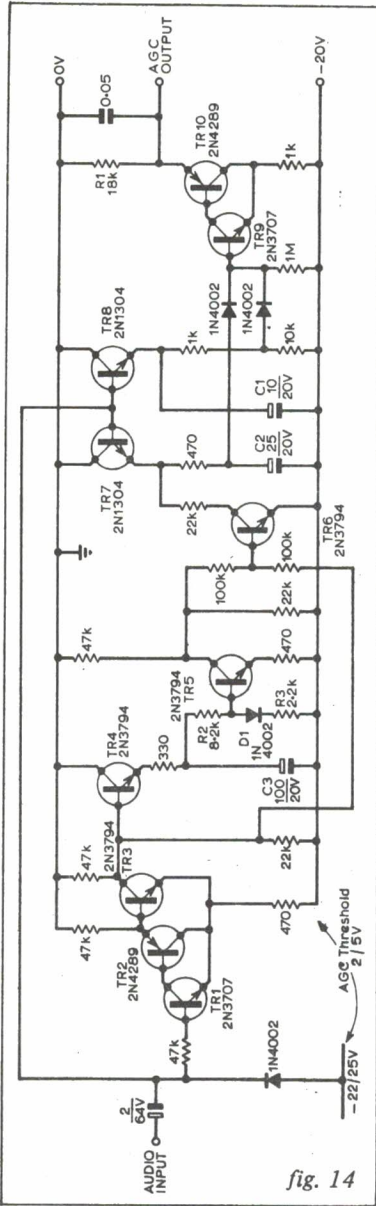 AUDIO INPUT
2
64V
47k
1N4002
-22/25V
AGC Threshold
2/5V
TR1
2N3707
TR2
2N4289
TR3
2N3794
47k
47k
470
22k
TR4
2N3794
330
R2
8·2k
D1
1N
4002
R3
2·2k
C3
100
20V
TR5
2N3794
47k
470
22k
100k
100k
TR6
2N3794
22k
TR7
2N1304
470
C2
25
20V
TR8
2N1304
1k
C1
10
20V
10k
1N4002
1N4002
1M
TR9
2N3707
TR10
2N4289
1k
R1
18k
0·05
0V
AGC
OUTPUT
-20V
fig. 14